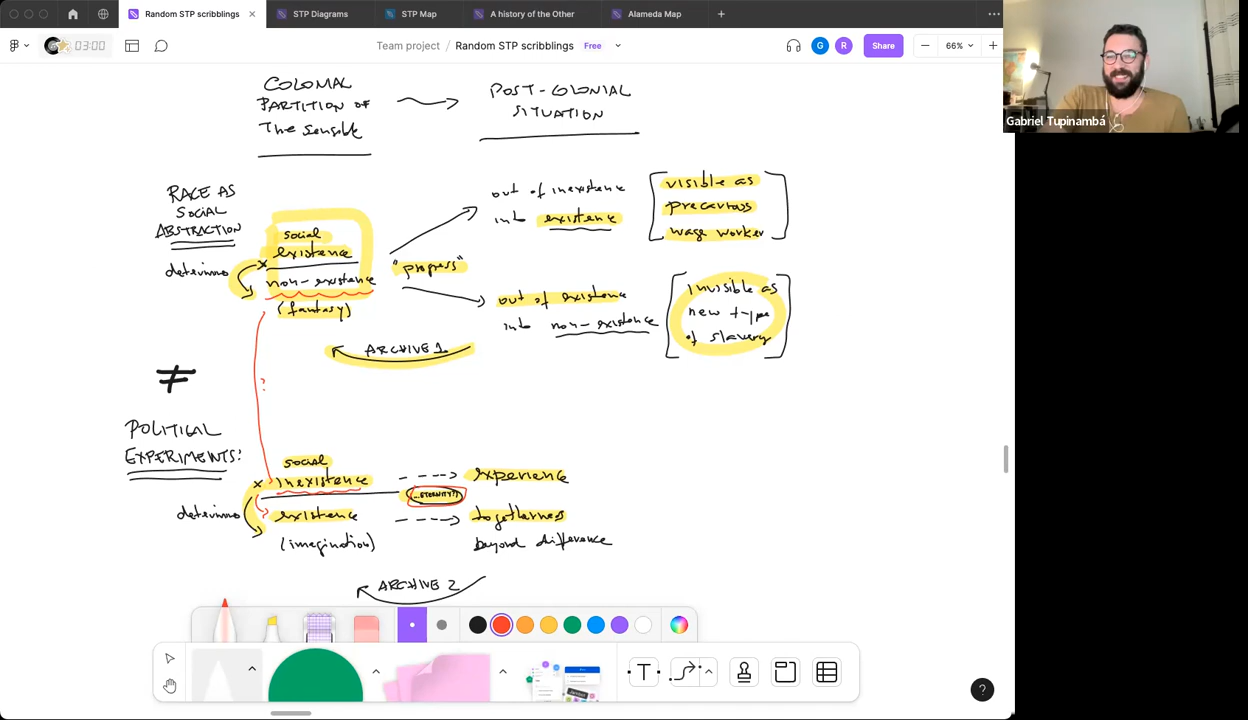 Random STP scribblings
STP Diagrams
STP Map
A history of the Other
Alameda Map
03:00
Team project / Random STP scribblings Free
G
R
Share
66%
Gabriel Tupinambá
COLONIAL
PARTITION OF
The Sensible
POST-COLONIAL
SITUATION
RACE AS
SOCIAL
ABSTRACTION
determines
social
existence
x
non-existence
(fantasy)
"progress"
out of inexistence
into existence
visible as
precarious
wage worker
out of existence
into non-existence
invisible as
new type
of slavery
ARCHIVE 1
≠
?
POLITICAL
EXPERIMENTS:
social
x inexistence
experience
...ETERNITY?)
determines
existence
togetherness
(imagination)
beyond difference
ARCHIVE 2
T
?